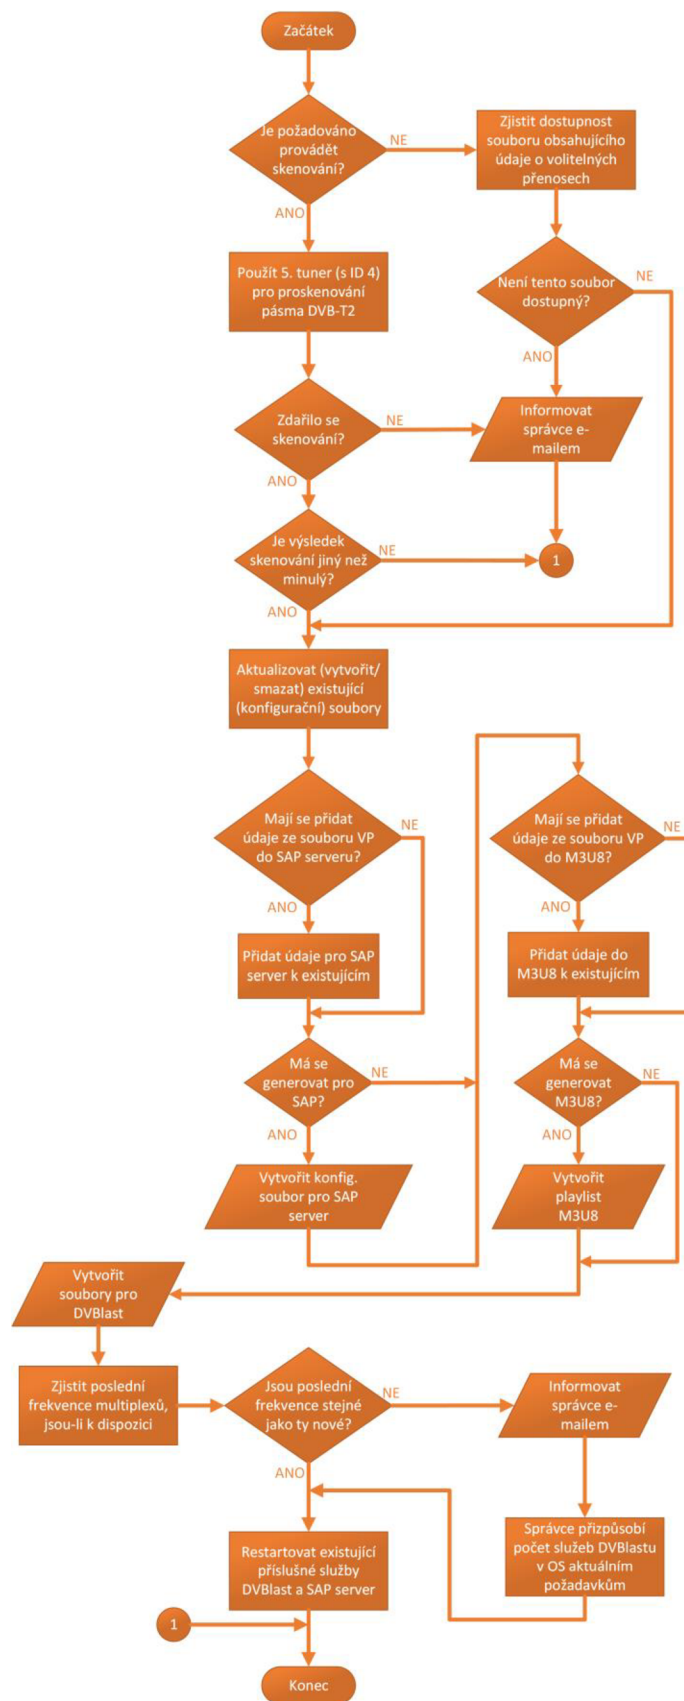 Začátek
Je požadováno
provádět
skenování?
NE
Zjistit dostupnost
souboru obsahujícího
údaje o volitelných
přenosech
ANO
Použít 5. tuner (s ID 4)
pro proskenování
pásma DVB-T2
Není tento soubor
dostupný?
NE
ANO
Zdařilo se
skenování?
NE
Informovat
správce e-
mailem
ANO
Je výsledek
skenování jiný než
minulý?
NE
1
ANO
Aktualizovat (vytvořit/
smazat) existující
(konfigurační) soubory
Mají se přidat
údaje ze souboru VP
do SAP serveru?
NE
ANO
Přidat údaje pro SAP
server k existujícím
Má se
generovat pro
SAP?
NE
ANO
Vytvořit konfig.
soubor pro SAP
server
Mají se přidat
údaje ze souboru VP
do M3U8?
NE
ANO
Přidat údaje do
M3U8 k existujícím
Má se
generovat
M3U8?
NE
ANO
Vytvořit
playlist
M3U8
Vytvořit
soubory pro
DVBlast
Zjistit poslední
frekvence multiplexů,
jsou-li k dispozici
Jsou poslední
frekvence stejné
jako ty nové?
NE
Informovat
správce e-
mailem
ANO
Správce přizpůsobí
počet služeb DVBlastu
v OS aktuálním
požadavkům
Restartovat existující
příslušné služby
DVBlast a SAP server
1
Konec